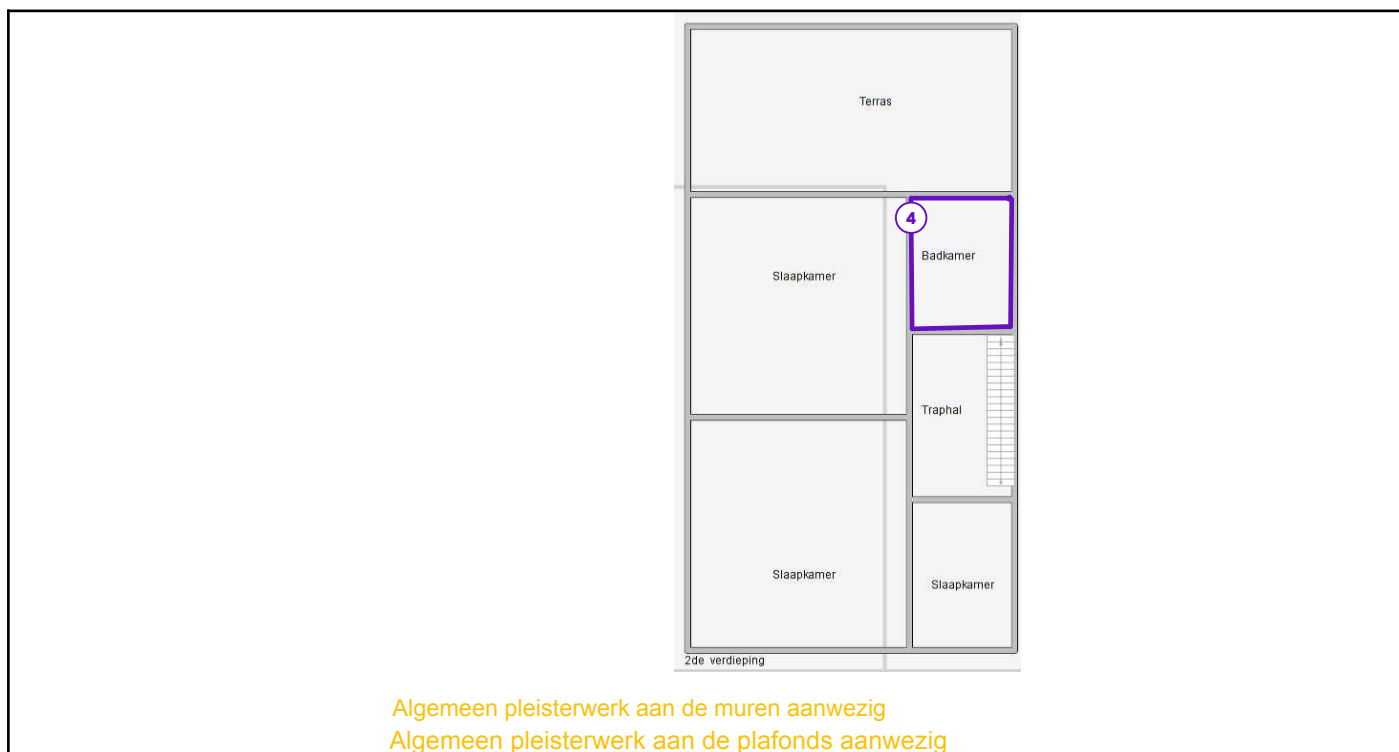 Terras
4
Badkamer
Slaapkamer
Traphal
Slaapkamer
Slaapkamer
2de verdieping
Algemeen pleisterwerk aan de muren aanwezig
Algemeen pleisterwerk aan de plafonds aanwezig